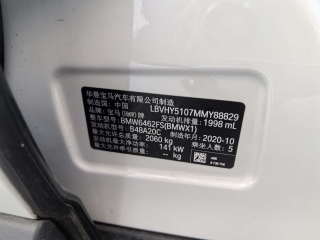 华晨宝马汽车有限公司制造
制造国: 中国 LBVHY5107MMY88829
品牌: 宝马(BMW)牌 发动机排量: 1998 mL
整车型号: BMW6462FS(BMWX1)
发动机型号: B48A20C
最大允许总质量: 2060 kg
发动机最大净功率: 141 kW 制造年月: 2020-10
-- kg 乘坐人数: 5